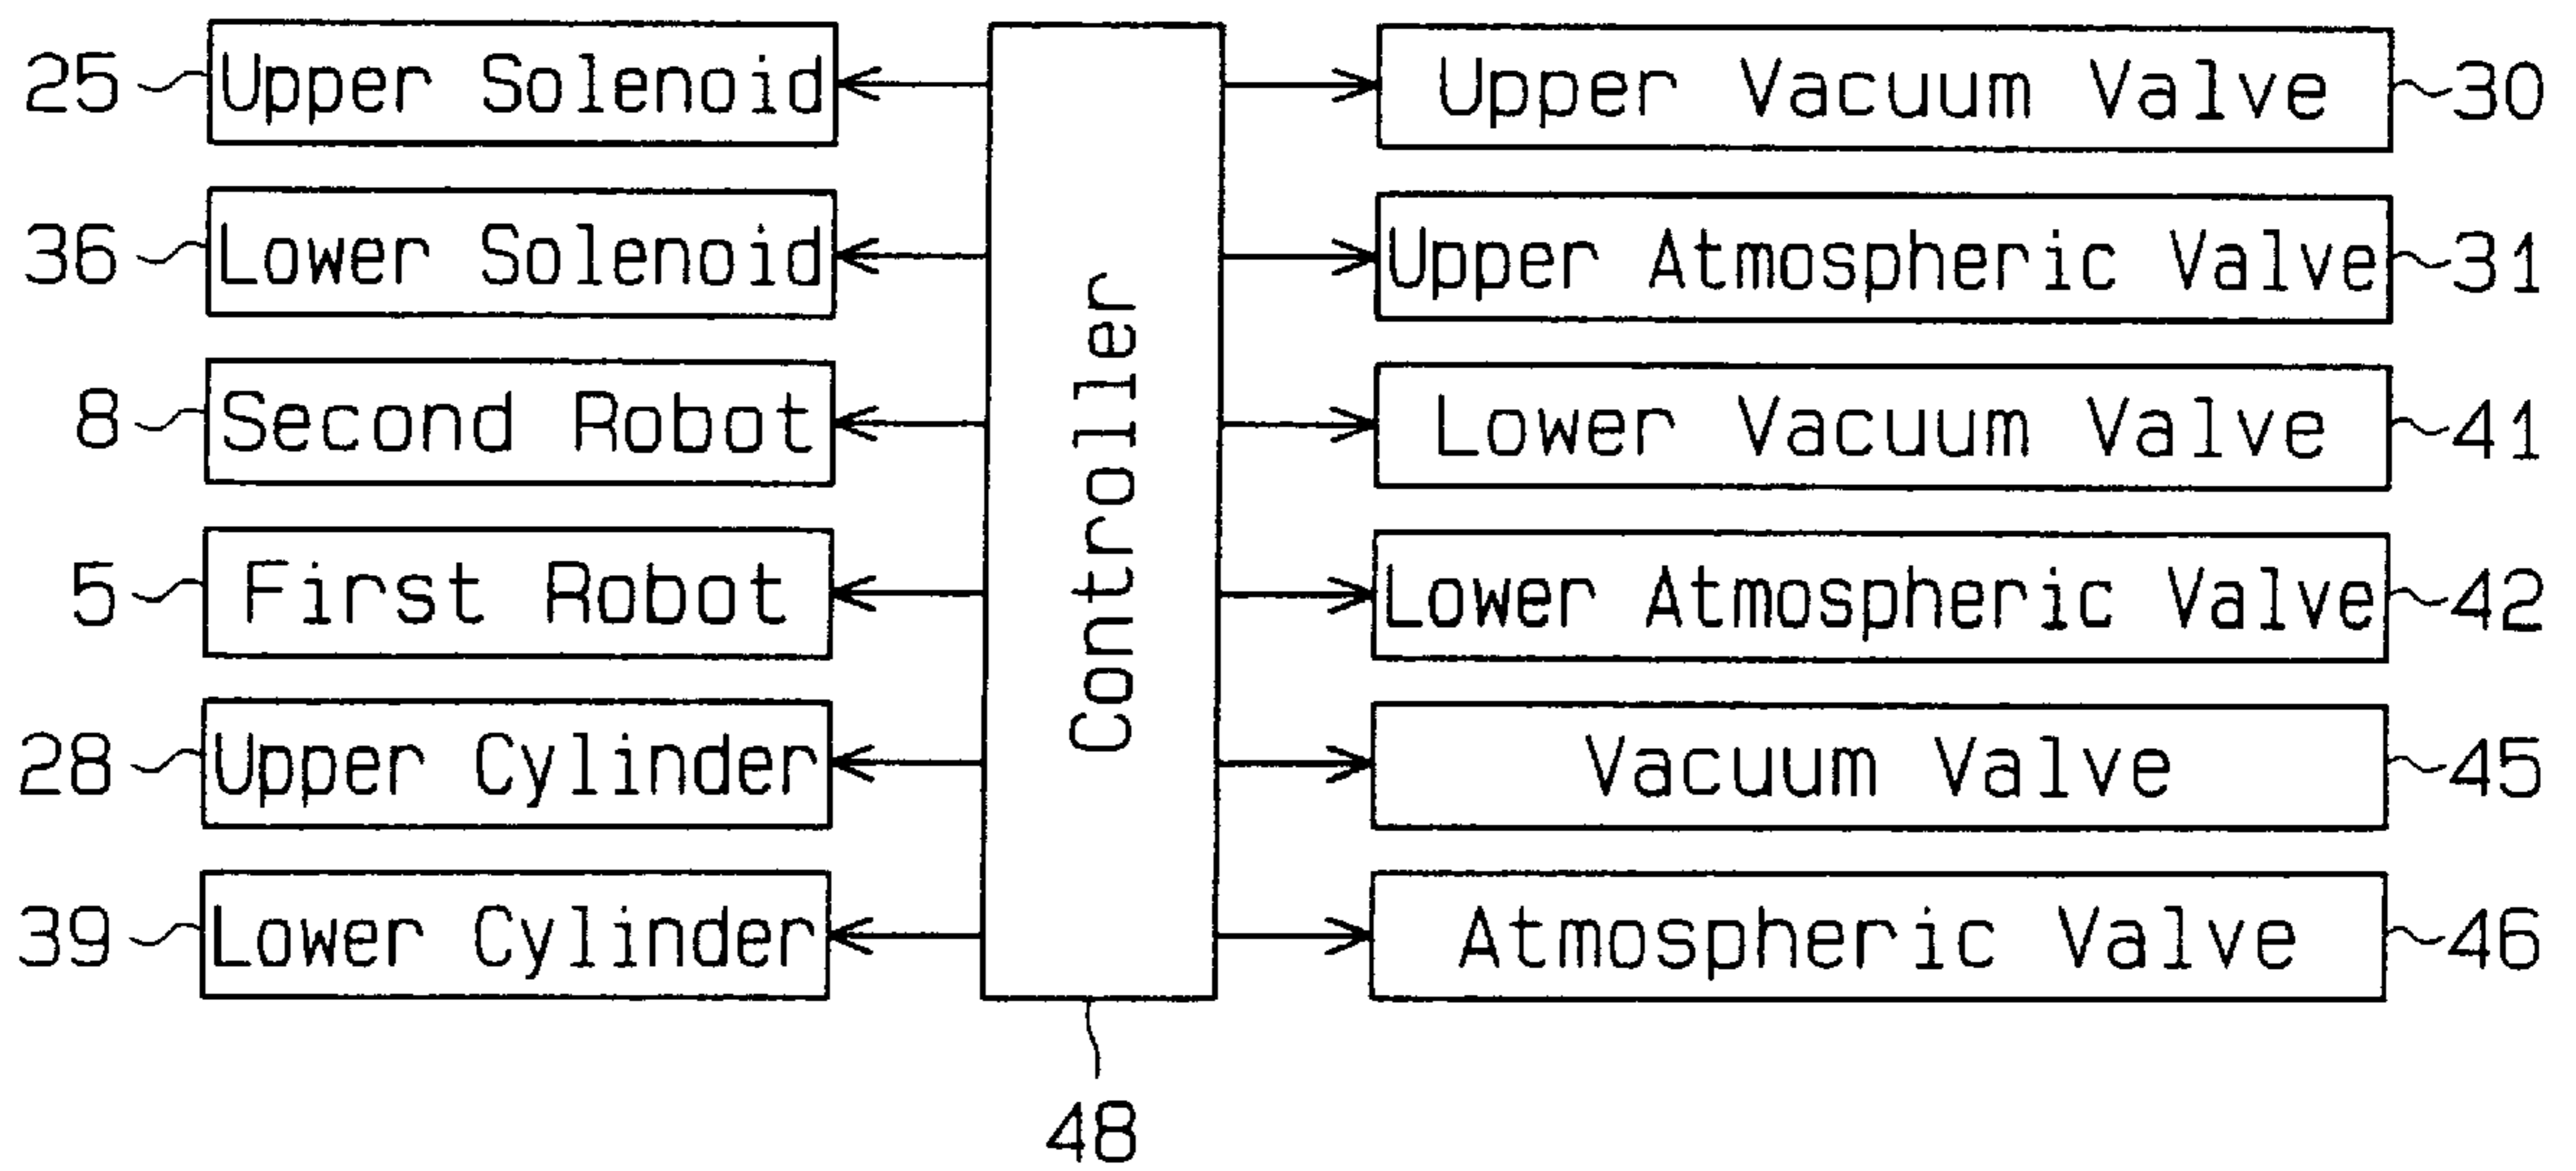 25 Upper Solenoid
36 Lower Solenoid
8 Second Robot
5 First Robot
28 Upper Cylinder
39 Lower Cylinder
Controller
48
Upper Vacuum Valve 30
Upper Atmospheric Valve 31
Lower Vacuum Valve 41
Lower Atmospheric Valve 42
Vacuum Valve 45
Atmospheric Valve 46